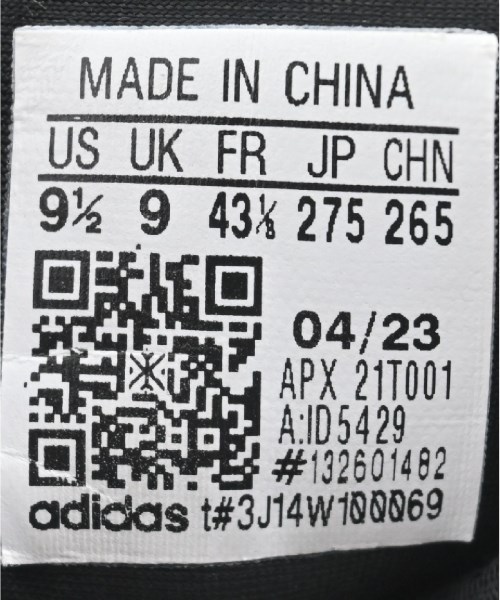 MADE IN CHINA
US UK FR JP CHN
9½ 9 43⅓ 275 265
04/23
APX 21T001
A:ID5429
#132601482
adidas t#3J14W100069